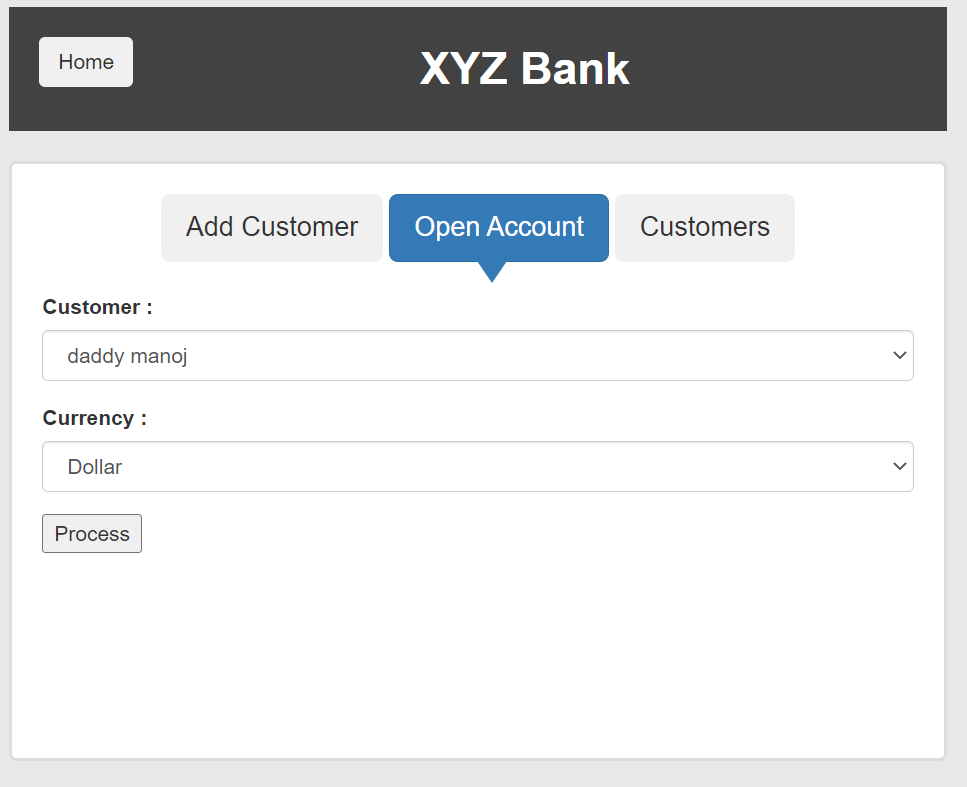 Home
XYZ Bank
Add Customer
Open Account
Customers
Customer :
daddy manoj
Currency :
Dollar
Process